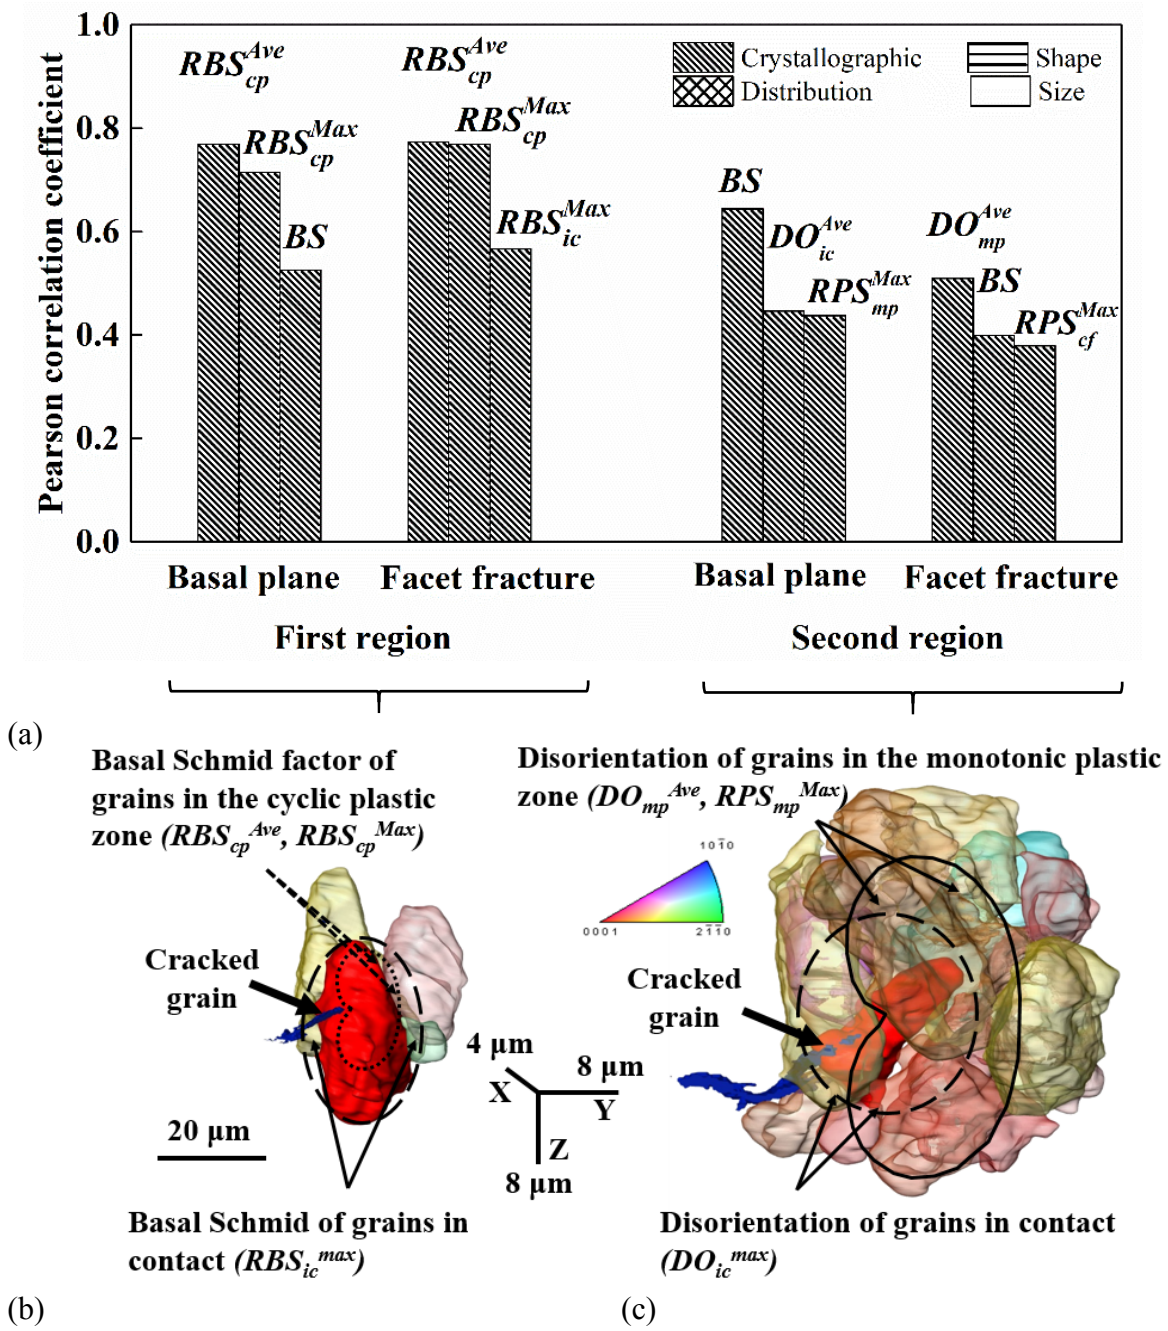 1.0
0.8
0.6
0.4
0.2
0.0
Pearson correlation coefficient
RBS_cp^Ave
RBS_cp^Max
BS
RBS_cp^Ave
RBS_cp^Max
RBS_ic^Max
BS
DO_ic^Ave
RPS_mp^Max
DO_mp^Ave
BS
RPS_cf^Max
Crystallographic
Shape
Distribution
Size
Basal plane
Facet fracture
Basal plane
Facet fracture
First region
Second region
(a)
Basal Schmid factor of
grains in the cyclic plastic
zone (RBS_cp^Ave, RBS_cp^Max)
Cracked
grain
20 µm
Basal Schmid of grains in
contact (RBS_ic^max)
(b)
4 µm
X
8 µm
Y
Z
8 µm
Disorientation of grains in the monotonic plastic
zone (DO_mp^Ave, RPS_mp^Max)
101̄0
0001
21̄1̄0
Cracked
grain
Disorientation of grains in contact
(DO_ic^max)
(c)